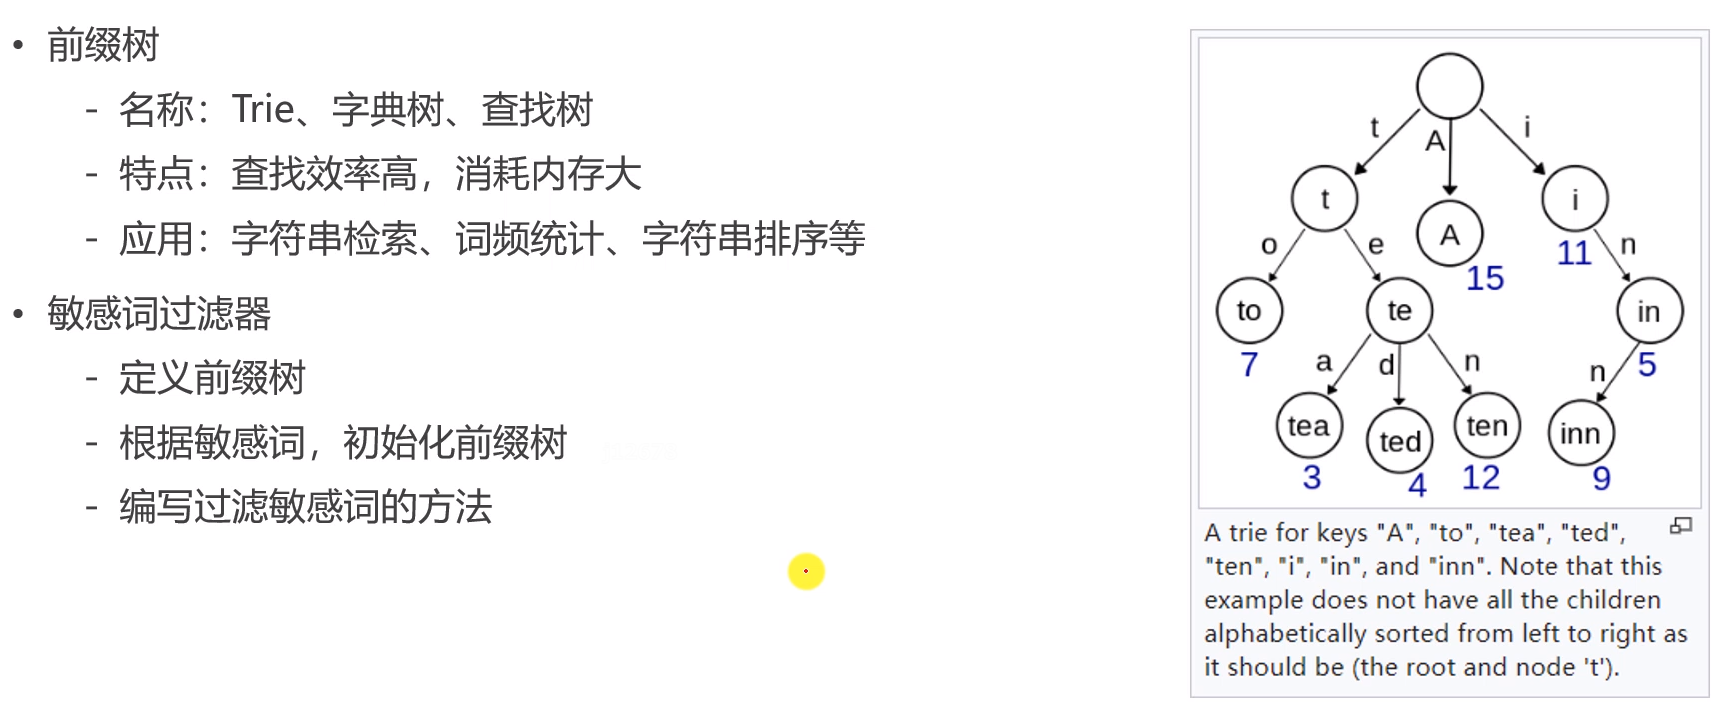 • 前缀树
- 名称：Trie、字典树、查找树
- 特点：查找效率高，消耗内存大
- 应用：字符串检索、词频统计、字符串排序等
• 敏感词过滤器
- 定义前缀树
- 根据敏感词，初始化前缀树
- 编写过滤敏感词的方法
t
A
i
t
A
i
15
11
o
e
n
to
te
in
7
5
a
d
n
n
tea
ted
ten
inn
3
4
12
9
A trie for keys "A", "to", "tea", "ted",
"ten", "i", "in", and "inn". Note that this
example does not have all the children
alphabetically sorted from left to right as
it should be (the root and node 't').